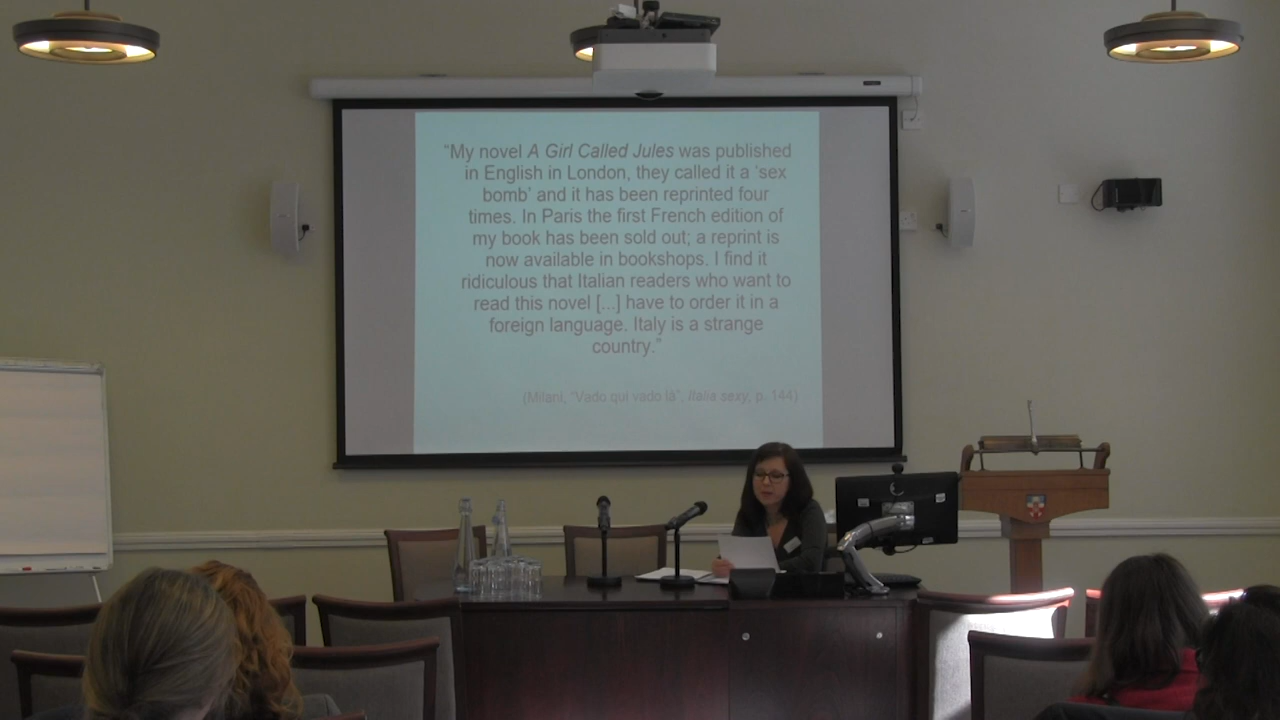 “My novel A Girl Called Jules was published
in English in London, they called it a ‘sex
bomb’ and it has been reprinted four
times. In Paris the first French edition of
my book has been sold out; a reprint is
now available in bookshops. I find it
ridiculous that Italian readers who want to
read this novel [...] have to order it in a
foreign language. Italy is a strange
country.”
(Milani, “Vado qui vado là”, Italia sexy, p. 144)